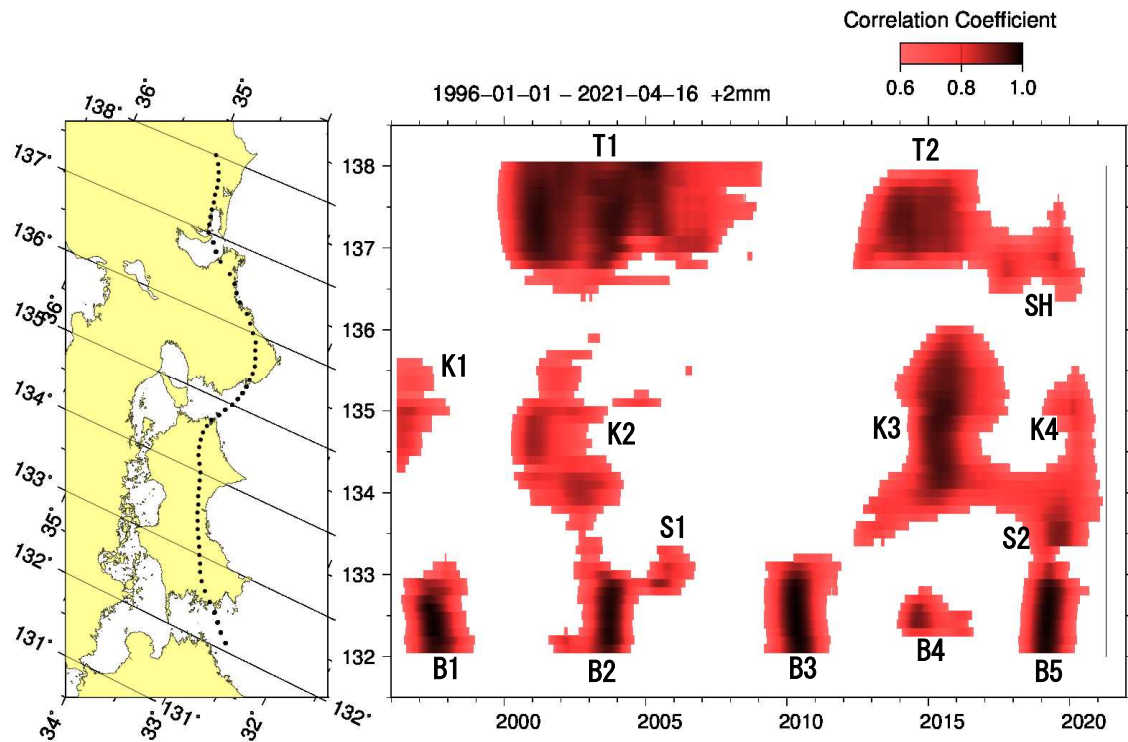 Correlation Coefficient
0.6 0.8 1.0
1996−01−01 − 2021−04−16 +2mm
138° 36° 35°
137°
136°
135° 36°
134°
133°
35°
132°
131°
34° 33° 131° 32° 132°
T1 T2
138
137
SH
136
K1
135
K2 K3 K4
134
S1 S2
133
132
B1 B2 B3 B4 B5
2000 2005 2010 2015 2020